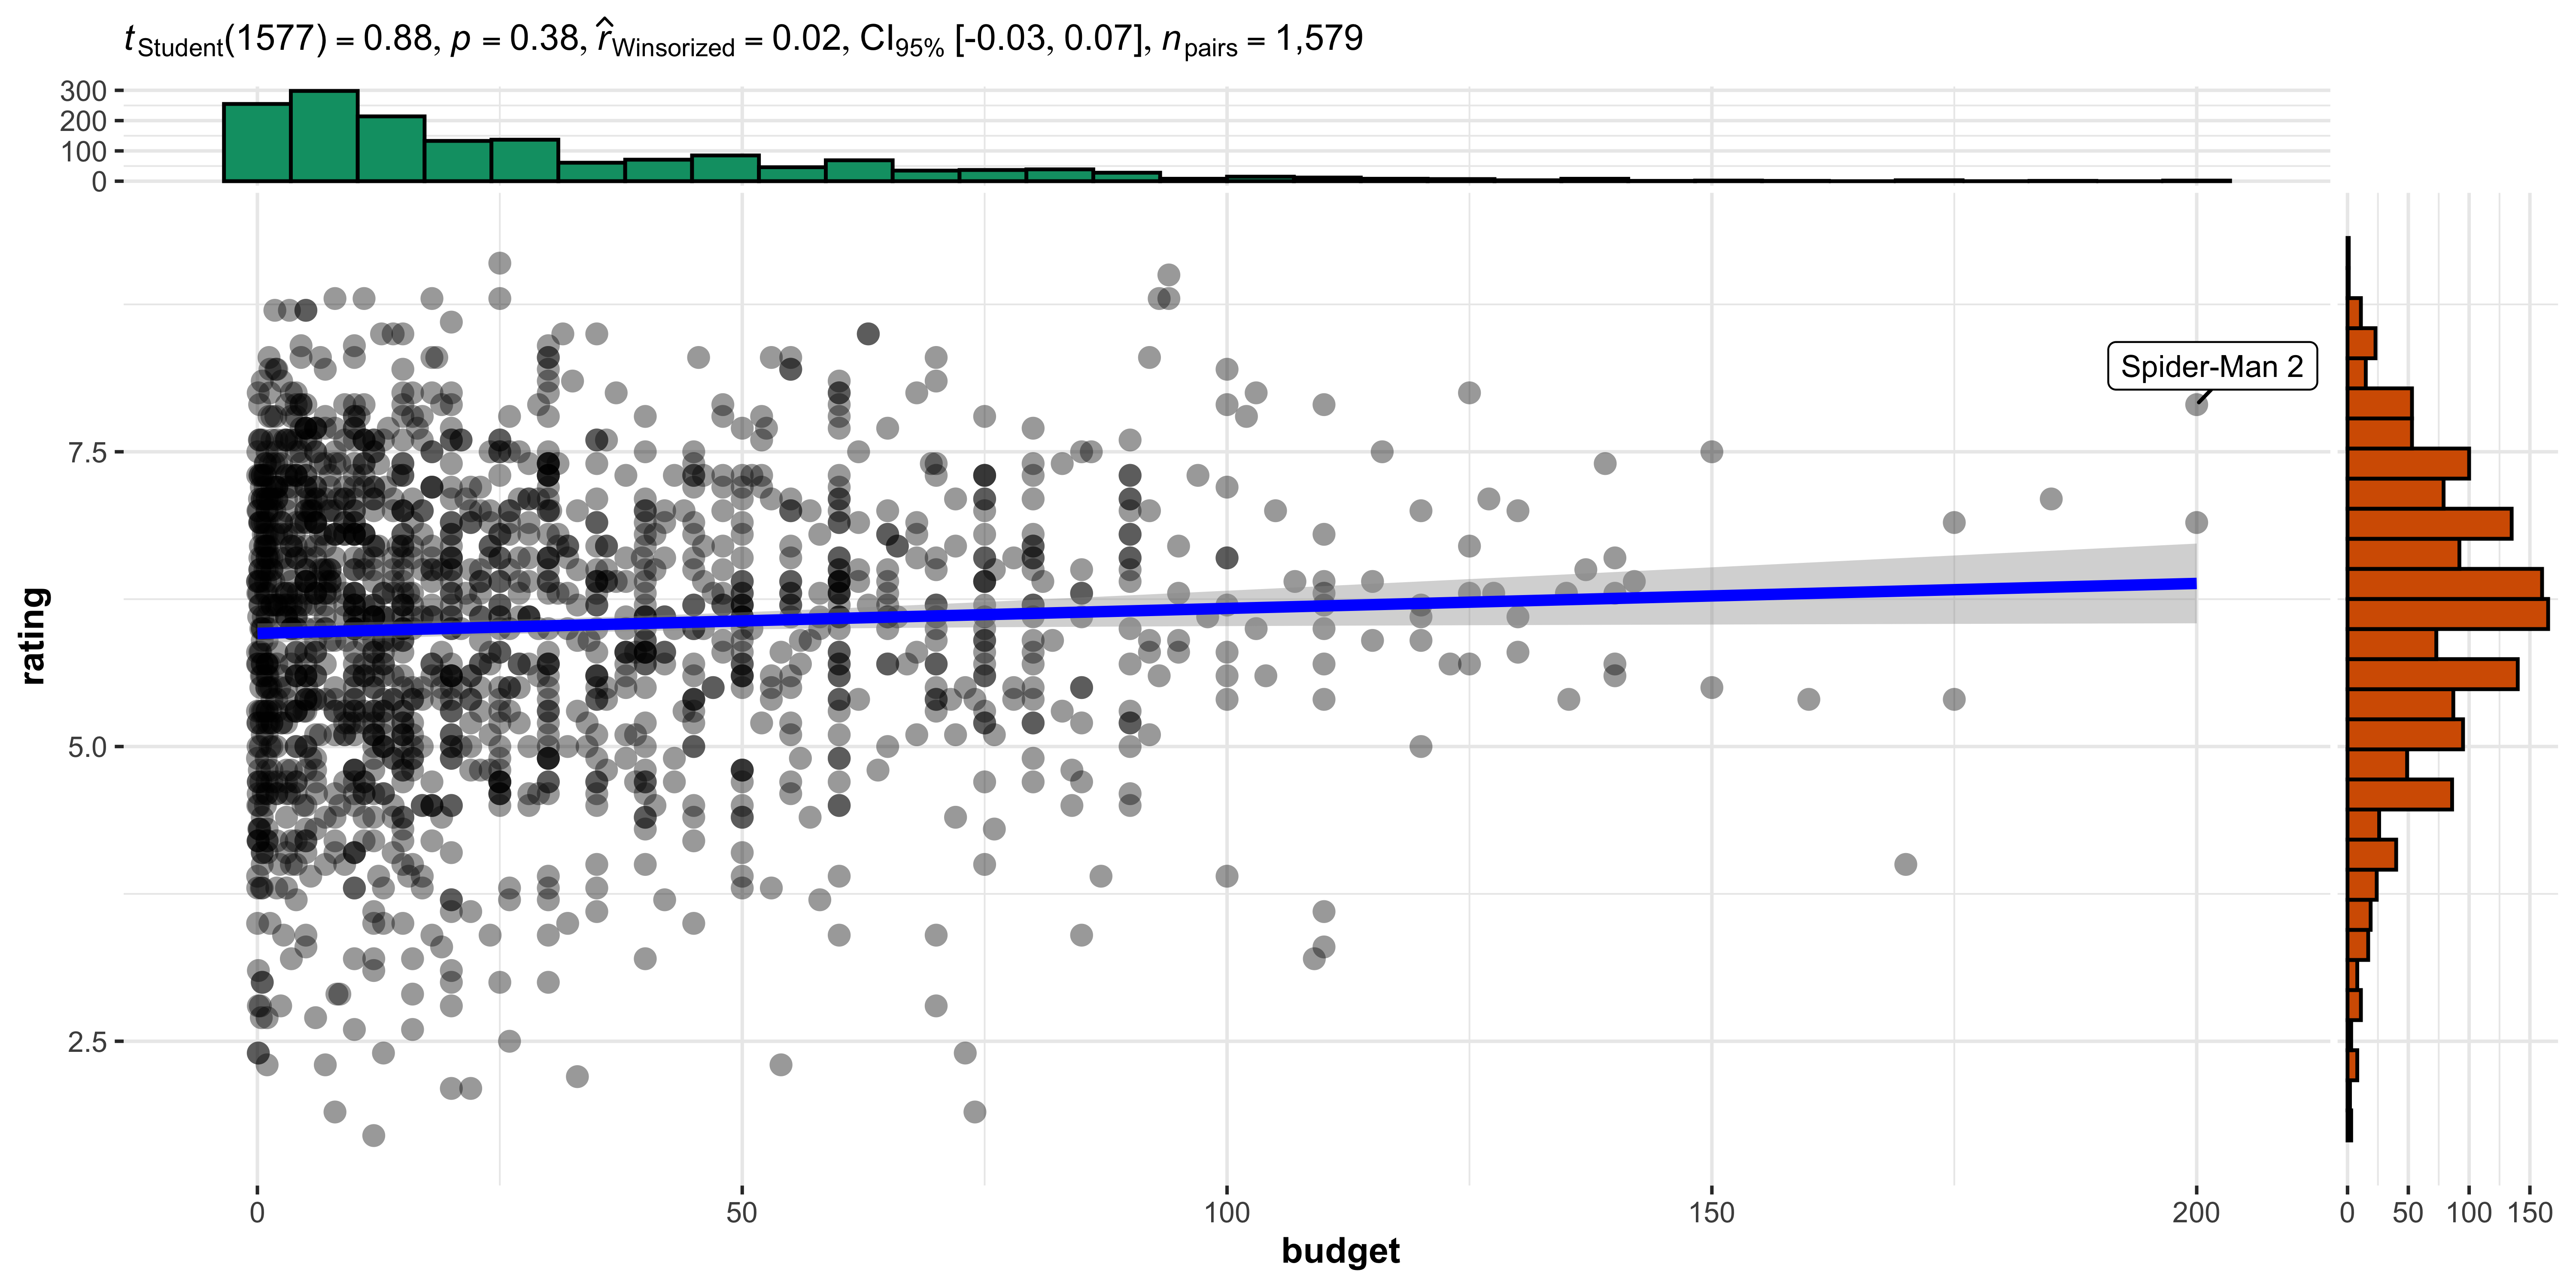 t Student(1577) = 0.88, p = 0.38, r̂ Winsorized = 0.02, CI95% [-0.03, 0.07], n pairs = 1,579
300
200
100
0
Spider-Man 2
7.5
5.0
2.5
rating
0 50 100 150 200
0 50 100 150
budget